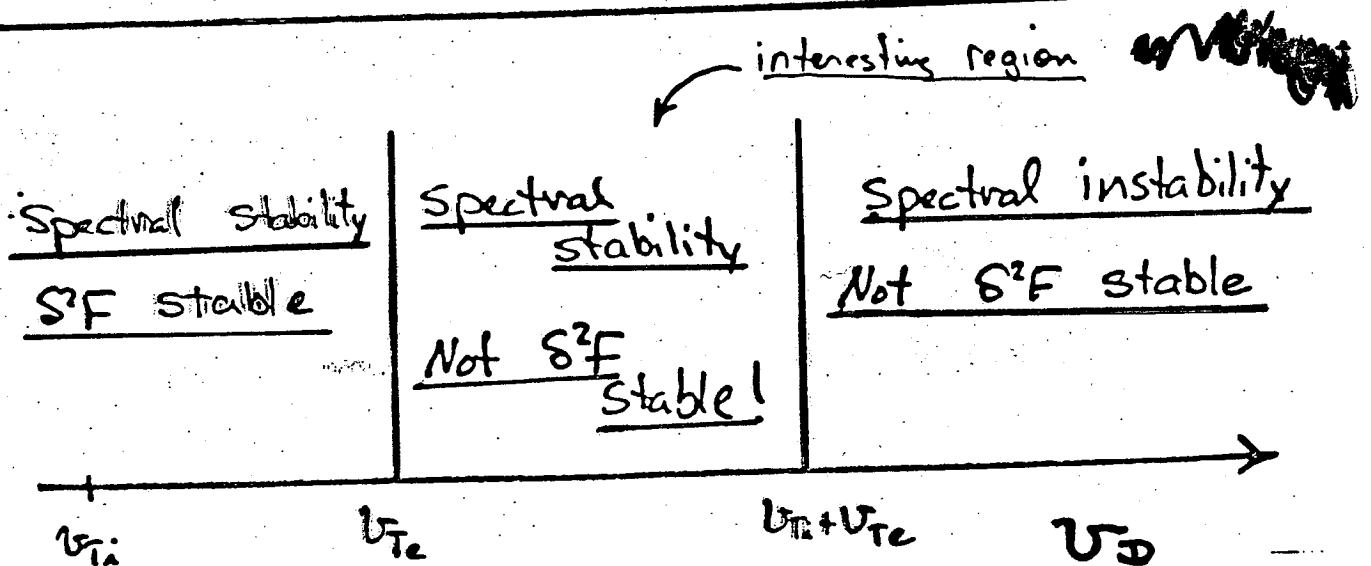 interesting region
Spectral stability
δ²F stable
Spectral
stability
Not δ²F
stable!
Spectral instability
Not δ²F stable
v_Ti
v_Te
v_Ti + v_Te
v_D